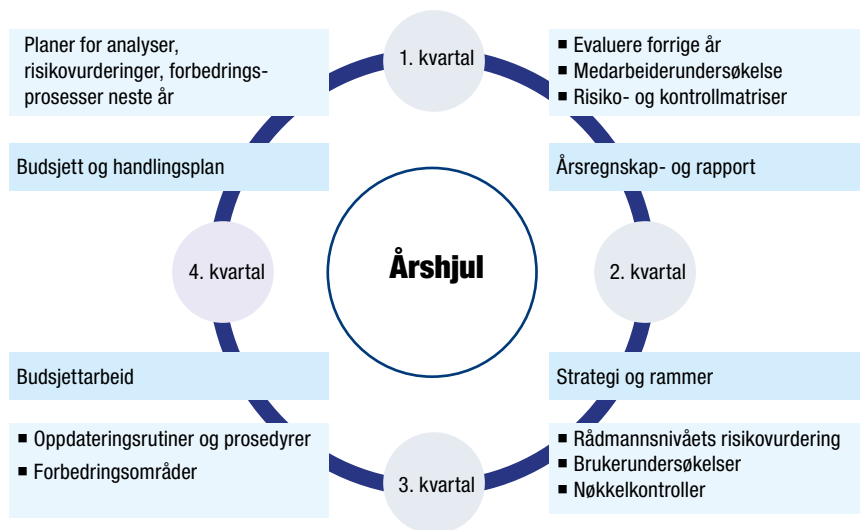 1. kvartal
■ Evaluere forrige år
■ Medarbeiderundersøkelse
■ Risiko- og kontrollmatriser
Årsregnskap- og rapport
2. kvartal
Strategi og rammer
■ Rådmannsnivåets risikovurdering
■ Brukerundersøkelser
■ Nøkkelkontroller
3. kvartal
Budsjettarbeid
■ Oppdateringsrutiner og prosedyrer
■ Forbedringsområder
4. kvartal
Planer for analyser,
risikovurderinger, forbedrings-
prosesser neste år
Budsjett og handlingsplan
Årshjul